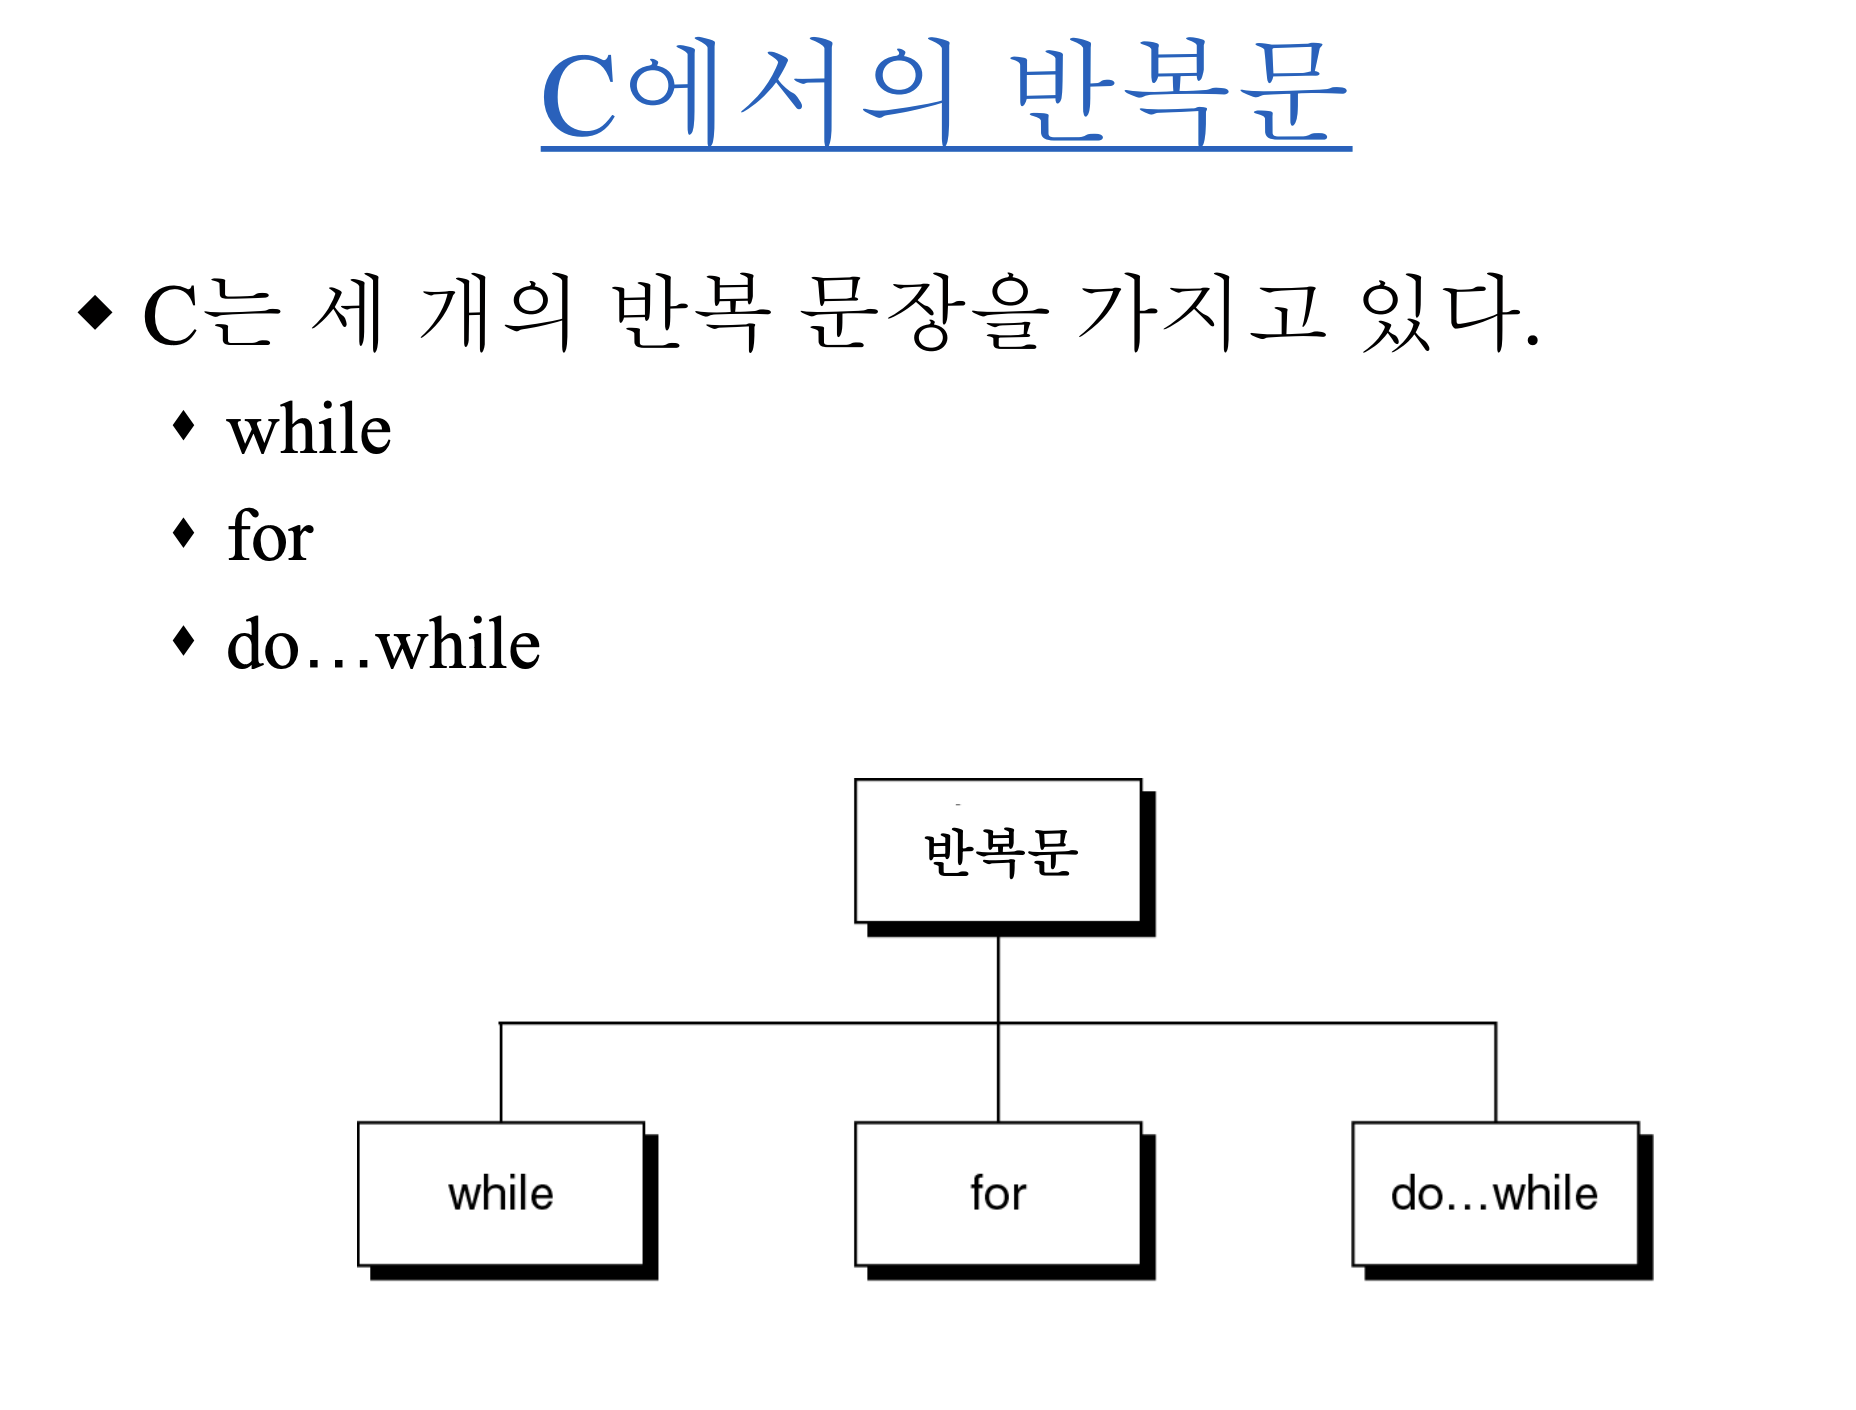 C에서의 반복문
◆ C는 세 개의 반복 문장을 가지고 있다.
♦ while
♦ for
♦ do…while
반복문
while
for
do…while